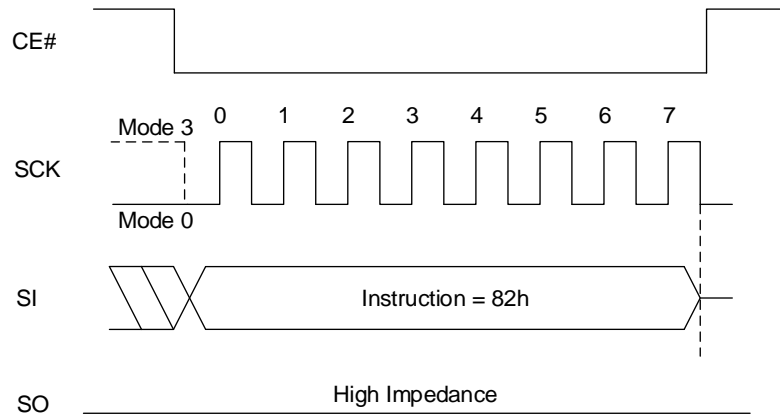 CE#
0 1 2 3 4 5 6 7
Mode 3
SCK
Mode 0
SI
Instruction = 82h
High Impedance
SO